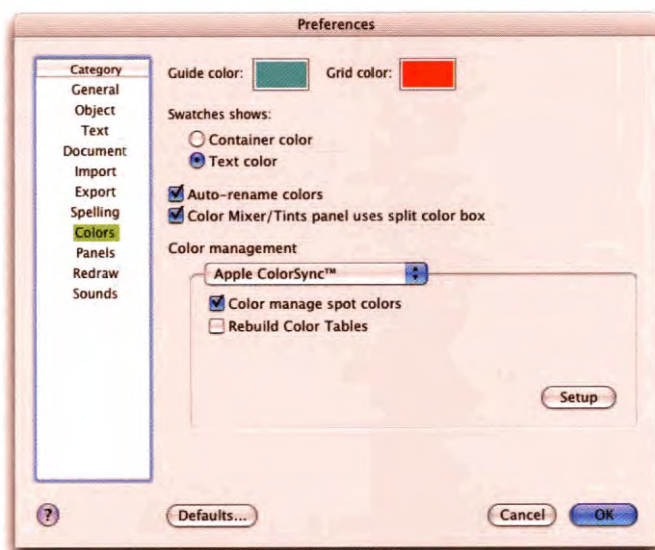 Preferences
Category
General
Object
Text
Document
Import
Export
Spelling
Colors
Panels
Redraw
Sounds
Guide color:
Grid color:
Swatches shows:
Container color
Text color
Auto-rename colors
Color Mixer/Tints panel uses split color box
Color management
Apple ColorSync™
Color manage spot colors
Rebuild Color Tables
Setup
?
Defaults...
Cancel
OK